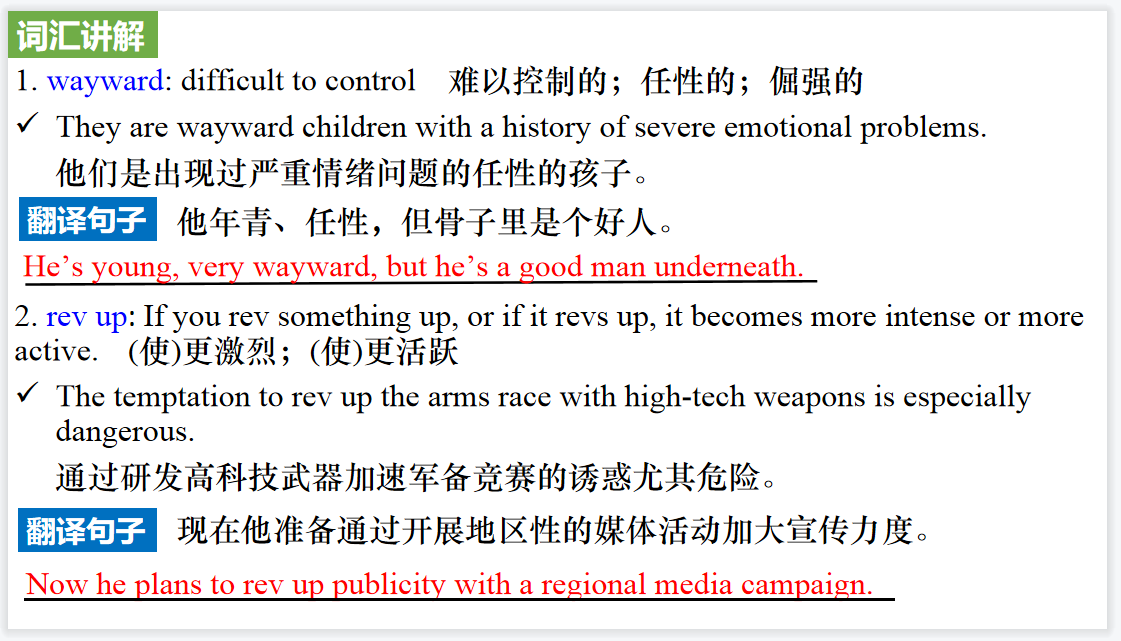 词汇讲解
1. wayward: difficult to control 难以控制的；任性的；倔强的
✓ They are wayward children with a history of severe emotional problems.
他们是出现过严重情绪问题的任性的孩子。
翻译句子 他年青、任性，但骨子里是个好人。
He’s young, very wayward, but he’s a good man underneath.
2. rev up: If you rev something up, or if it revs up, it becomes more intense or more
active. (使)更激烈；(使)更活跃
✓ The temptation to rev up the arms race with high-tech weapons is especially
dangerous.
通过研发高科技武器加速军备竞赛的诱惑尤其危险。
翻译句子 现在他准备通过开展地区性的媒体活动加大宣传力度。
Now he plans to rev up publicity with a regional media campaign.